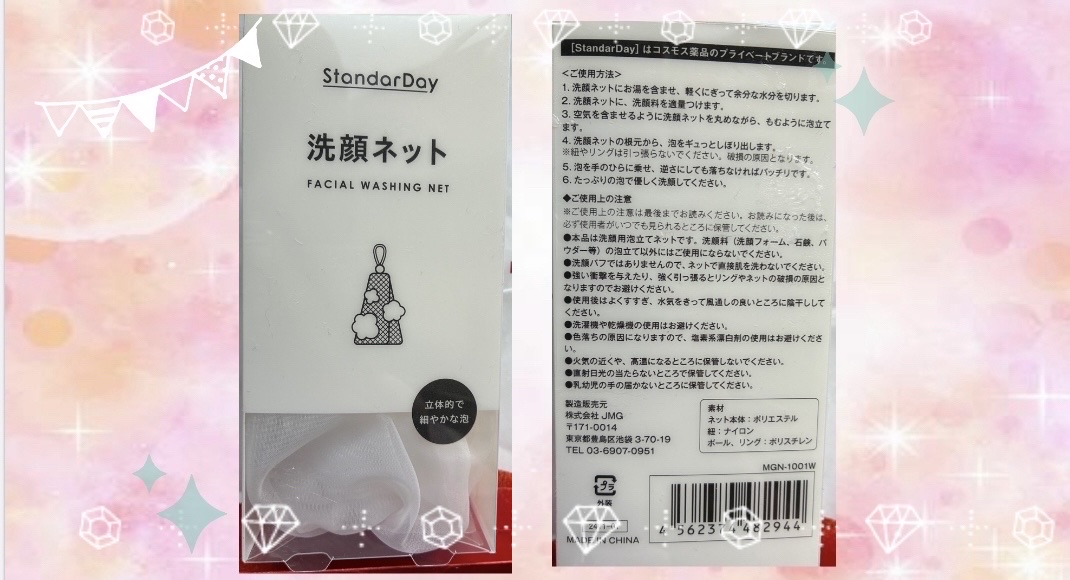 StandarDay
洗顔ネット
FACIAL WASHING NET
立体的で
細やかな泡
[StandarDay] はコスモス薬品のプライベートブランドです
<ご使用方法>
1. 洗顔ネットにお湯を含ませ、軽くにぎって余分な水分を切ります。
2. 洗顔ネットに、洗顔料を適量つけます。
3. 空気を含ませるように洗顔ネットを丸めながら、もむように泡立て
ます。
4. 洗顔ネットの根元から、泡をギュッとしぼり出します。
※紐やリングは引っ張らないでください。破損の原因となります。
5. 泡を手のひらに乗せ、逆さにしても落ちなければバッチリです。
6. たっぷりの泡で優しく洗顔してください。
◆ご使用上の注意
※ご使用上の注意は最後までお読みください。お読みになった後は、
必ず使用者がいつでも見られるところに保管してください。
●本品は洗顔用泡立てネットです。洗顔料(洗顔フォーム、石鹸、パ
ウダー等)の泡立て以外にはご使用にならないでください。
●洗顔パフではありませんので、ネットで直接肌を洗わないでください。
●強い衝撃を与えたり、強く引っ張るとリングやネットの破損の原因と
なりますのでお避けください。
●使用後はよくすすぎ、水気をきって風通しの良いところに陰干しして
ください。
●洗濯機や乾燥機の使用はお避けください。
●色落ちの原因になりますので、塩素系漂白剤の使用はお避けくださ
い。
●火気の近くや、高温になるところに保管しないでください。
●直射日光の当たらないところで保管してください。
●乳幼児の手の届かないところに保管してください。
製造販売元
株式会社 JMG
〒171-0014
東京都豊島区池袋 3-70-19
TEL 03-6907-0951
素材
ネット本体:ポリエステル
紐:ナイロン
ボール、リング:ポリスチレン
MGN-1001W
プラ
外装
4 562374 482944
MADE IN CHINA